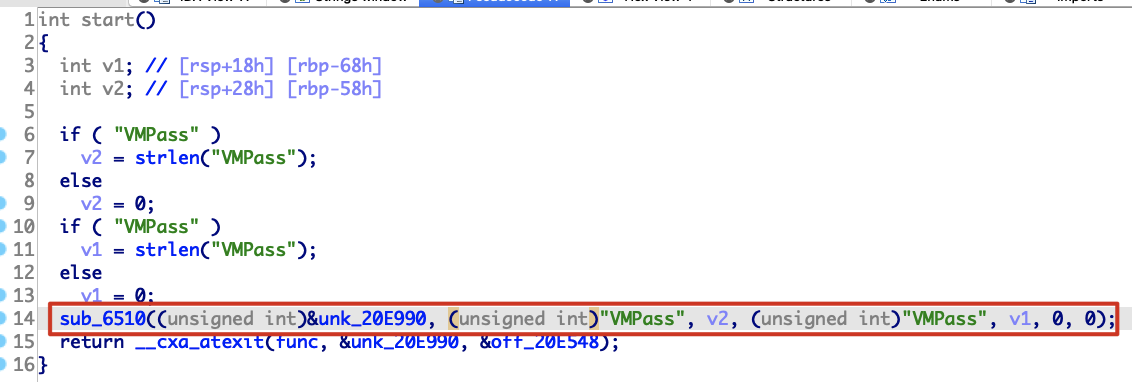 1 int start()
2 {
3 int v1; // [rsp+18h] [rbp-68h]
4 int v2; // [rsp+28h] [rbp-58h]
5
6 if ( "VMPass" )
7 v2 = strlen("VMPass");
8 else
9 v2 = 0;
10 if ( "VMPass" )
11 v1 = strlen("VMPass");
12 else
13 v1 = 0;
14 sub_6510((unsigned int)&unk_20E990, (unsigned int)"VMPass", v2, (unsigned int)"VMPass", v1, 0, 0);
15 return __cxa_atexit(func, &unk_20E990, &off_20E548);
16 }